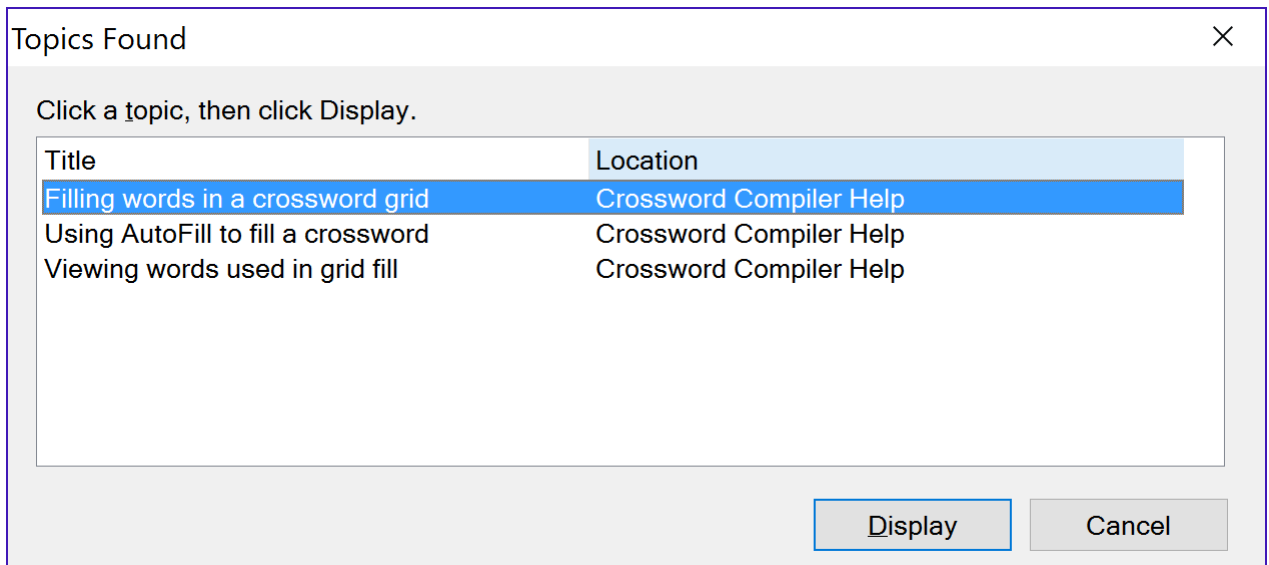 Topics Found
Click a topic, then click Display.
Title Location
Filling words in a crossword grid Crossword Compiler Help
Using AutoFill to fill a crossword Crossword Compiler Help
Viewing words used in grid fill Crossword Compiler Help
Display Cancel